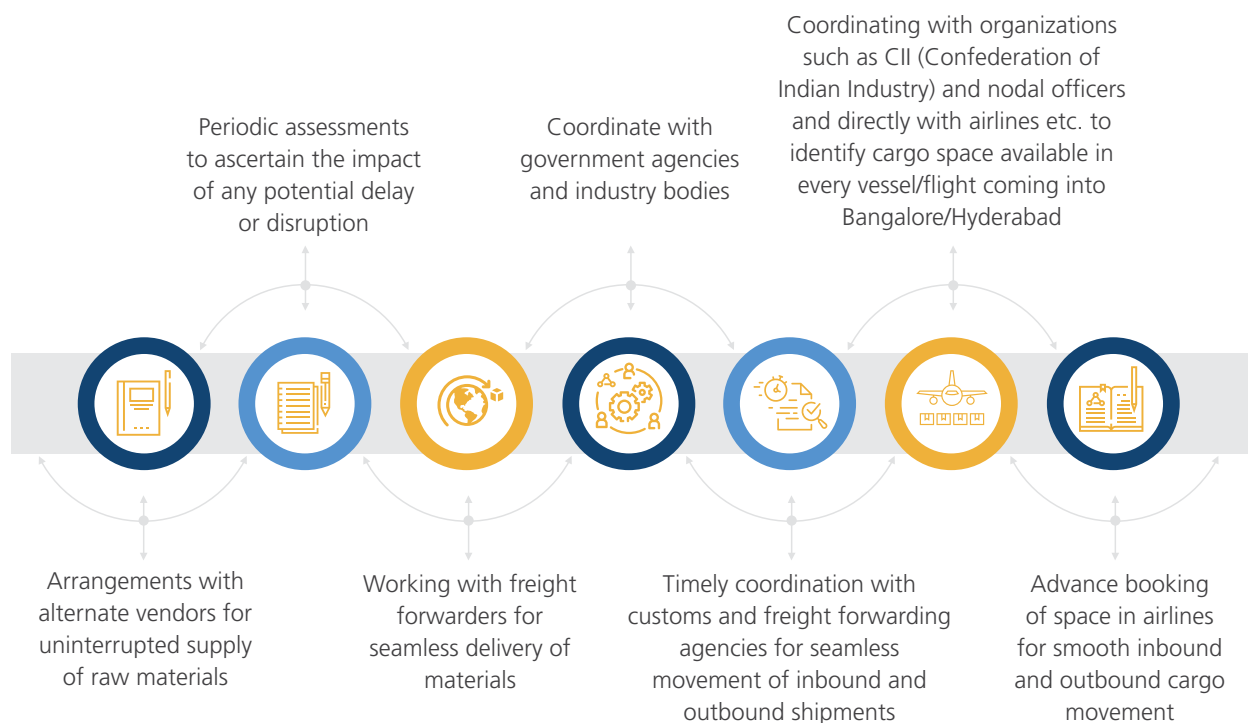 Coordinating with organizations
such as CII (Confederation of
Indian Industry) and nodal officers
and directly with airlines etc. to
identify cargo space available in
every vessel/flight coming into
Bangalore/Hyderabad
Periodic assessments
to ascertain the impact
of any potential delay
or disruption
Coordinate with
government agencies
and industry bodies
Arrangements with
alternate vendors for
uninterrupted supply
of raw materials
Working with freight
forwarders for
seamless delivery of
materials
Timely coordination with
customs and freight forwarding
agencies for seamless
movement of inbound and
outbound shipments
Advance booking
of space in airlines
for smooth inbound
and outbound cargo
movement